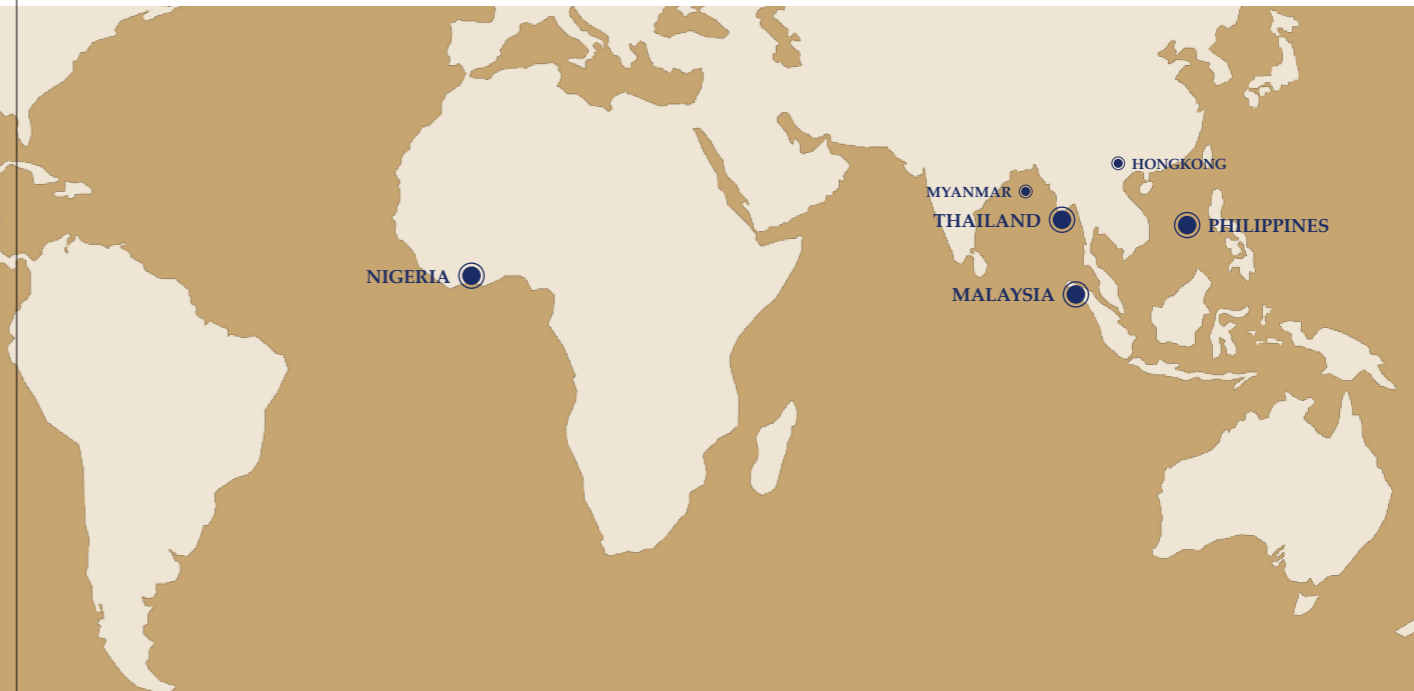 HONGKONG
MYANMAR
THAILAND
PHILIPPINES
NIGERIA
MALAYSIA